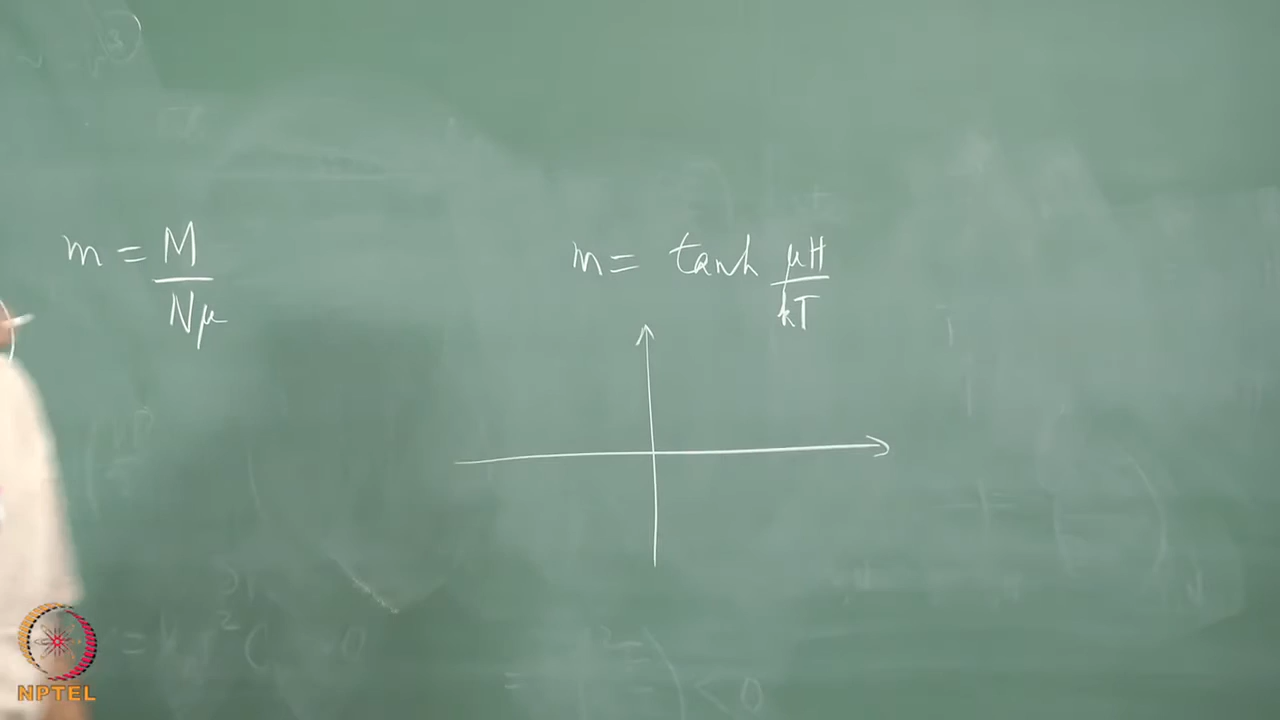 m = M / Nμ
m = tanh μH / kT
NPTEL